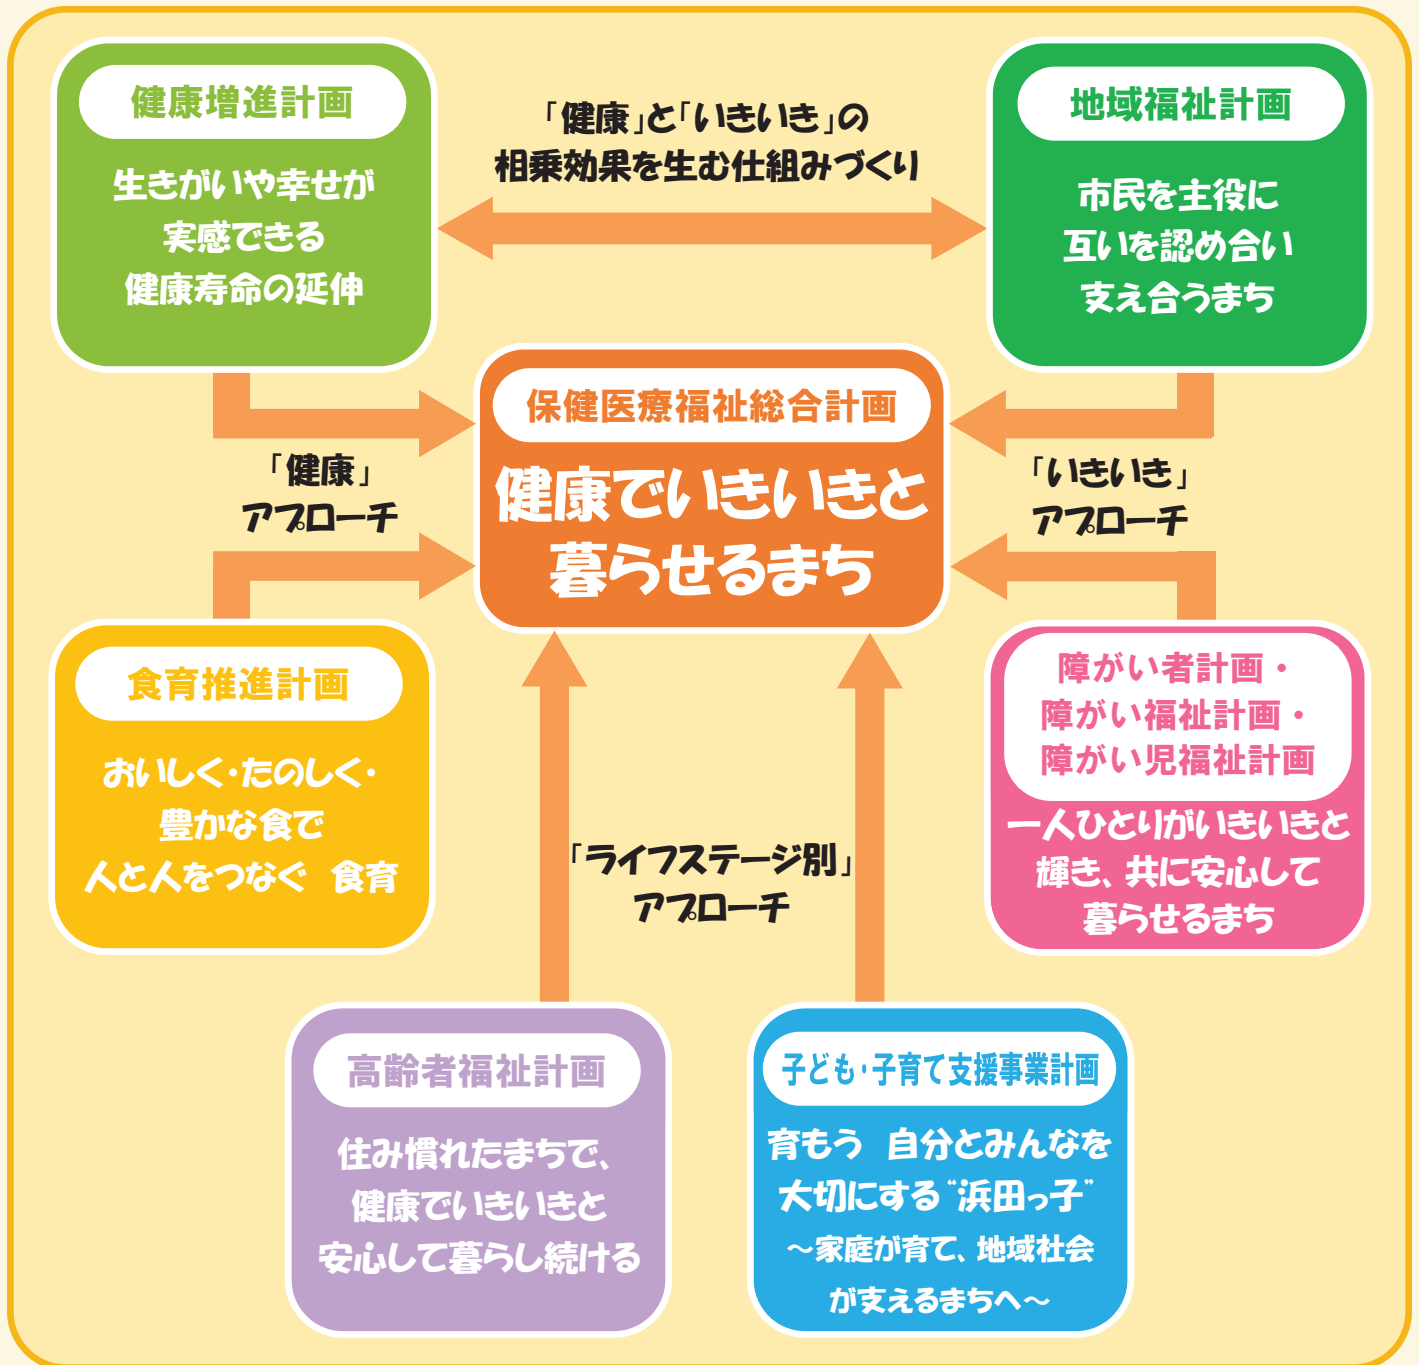 健康増進計画
生きがいや幸せが
実感できる
健康寿命の延伸
「健康」と「いきいき」の
相乗効果を生む仕組みづくり
地域福祉計画
市民を主役に
互いを認め合い
支え合うまち
保健医療福祉総合計画
健康でいきいきと
暮らせるまち
「健康」
アプローチ
「いきいき」
アプローチ
食育推進計画
おいしく・たのしく・
豊かな食で
人と人をつなぐ 食育
障がい者計画・
障がい福祉計画・
障がい児福祉計画
一人ひとりがいきいきと
輝き、共に安心して
暮らせるまち
「ライフステージ別」
アプローチ
高齢者福祉計画
住み慣れたまちで、
健康でいきいきと
安心して暮らし続ける
子ども・子育て支援事業計画
育もう 自分とみんなを
大切にする“浜田っ子”
～家庭が育て、地域社会
が支えるまちへ～